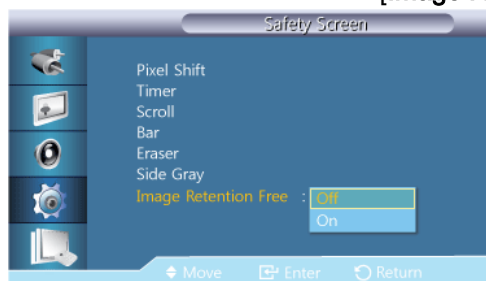 Safety Screen
Pixel Shift
Timer
Scroll
Bar
Eraser
Side Gray
Image Retention Free : Off
On
Move Enter Return